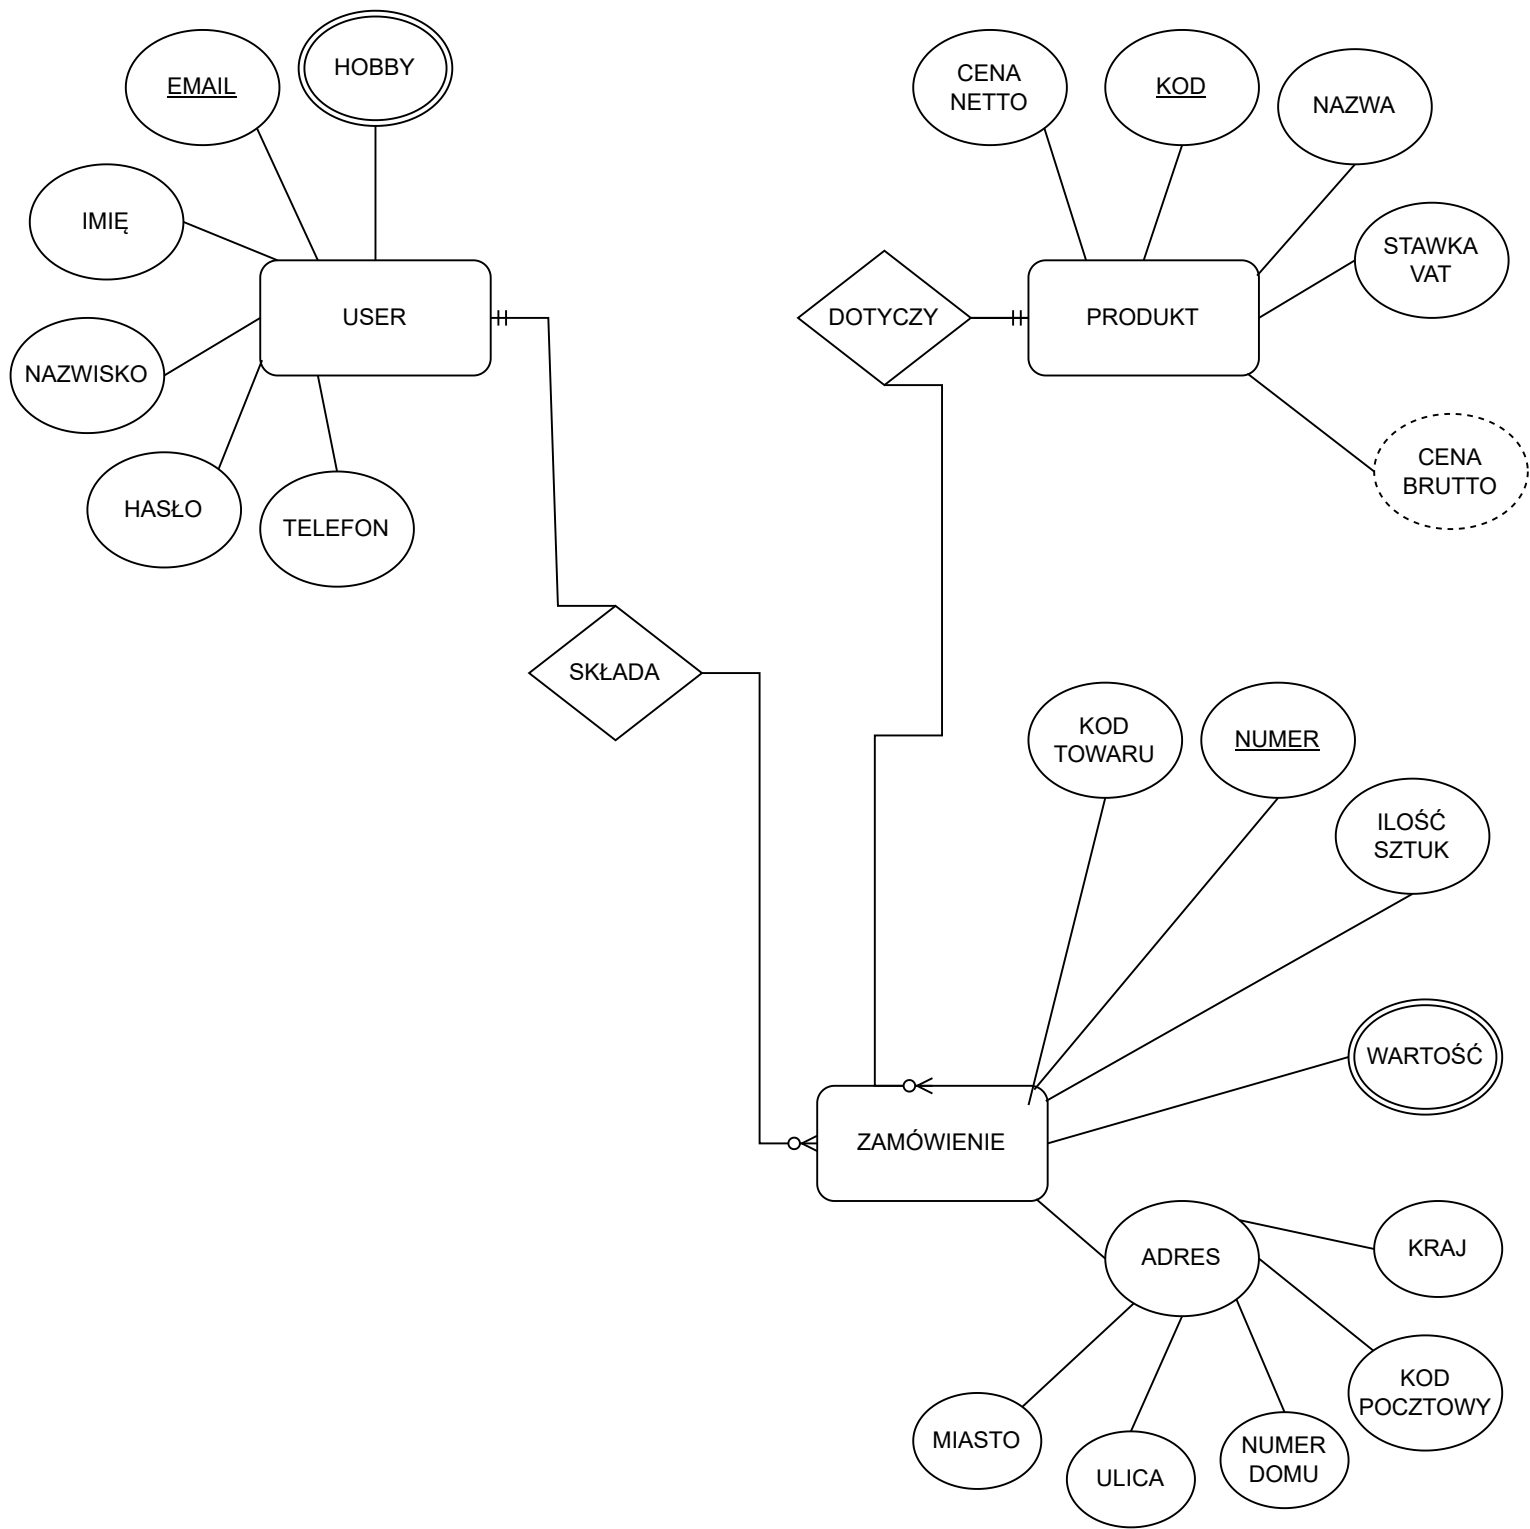 HOBBY
EMAIL
IMIĘ
USER
NAZWISKO
HASŁO
TELEFON
CENA
NETTO
KOD
NAZWA
STAWKA
VAT
DOTYCZY
PRODUKT
CENA
BRUTTO
SKŁADA
KOD
TOWARU
NUMER
ILOŚĆ
SZTUK
WARTOŚĆ
ZAMÓWIENIE
ADRES
KRAJ
KOD
POCZTOWY
MIASTO
ULICA
NUMER
DOMU